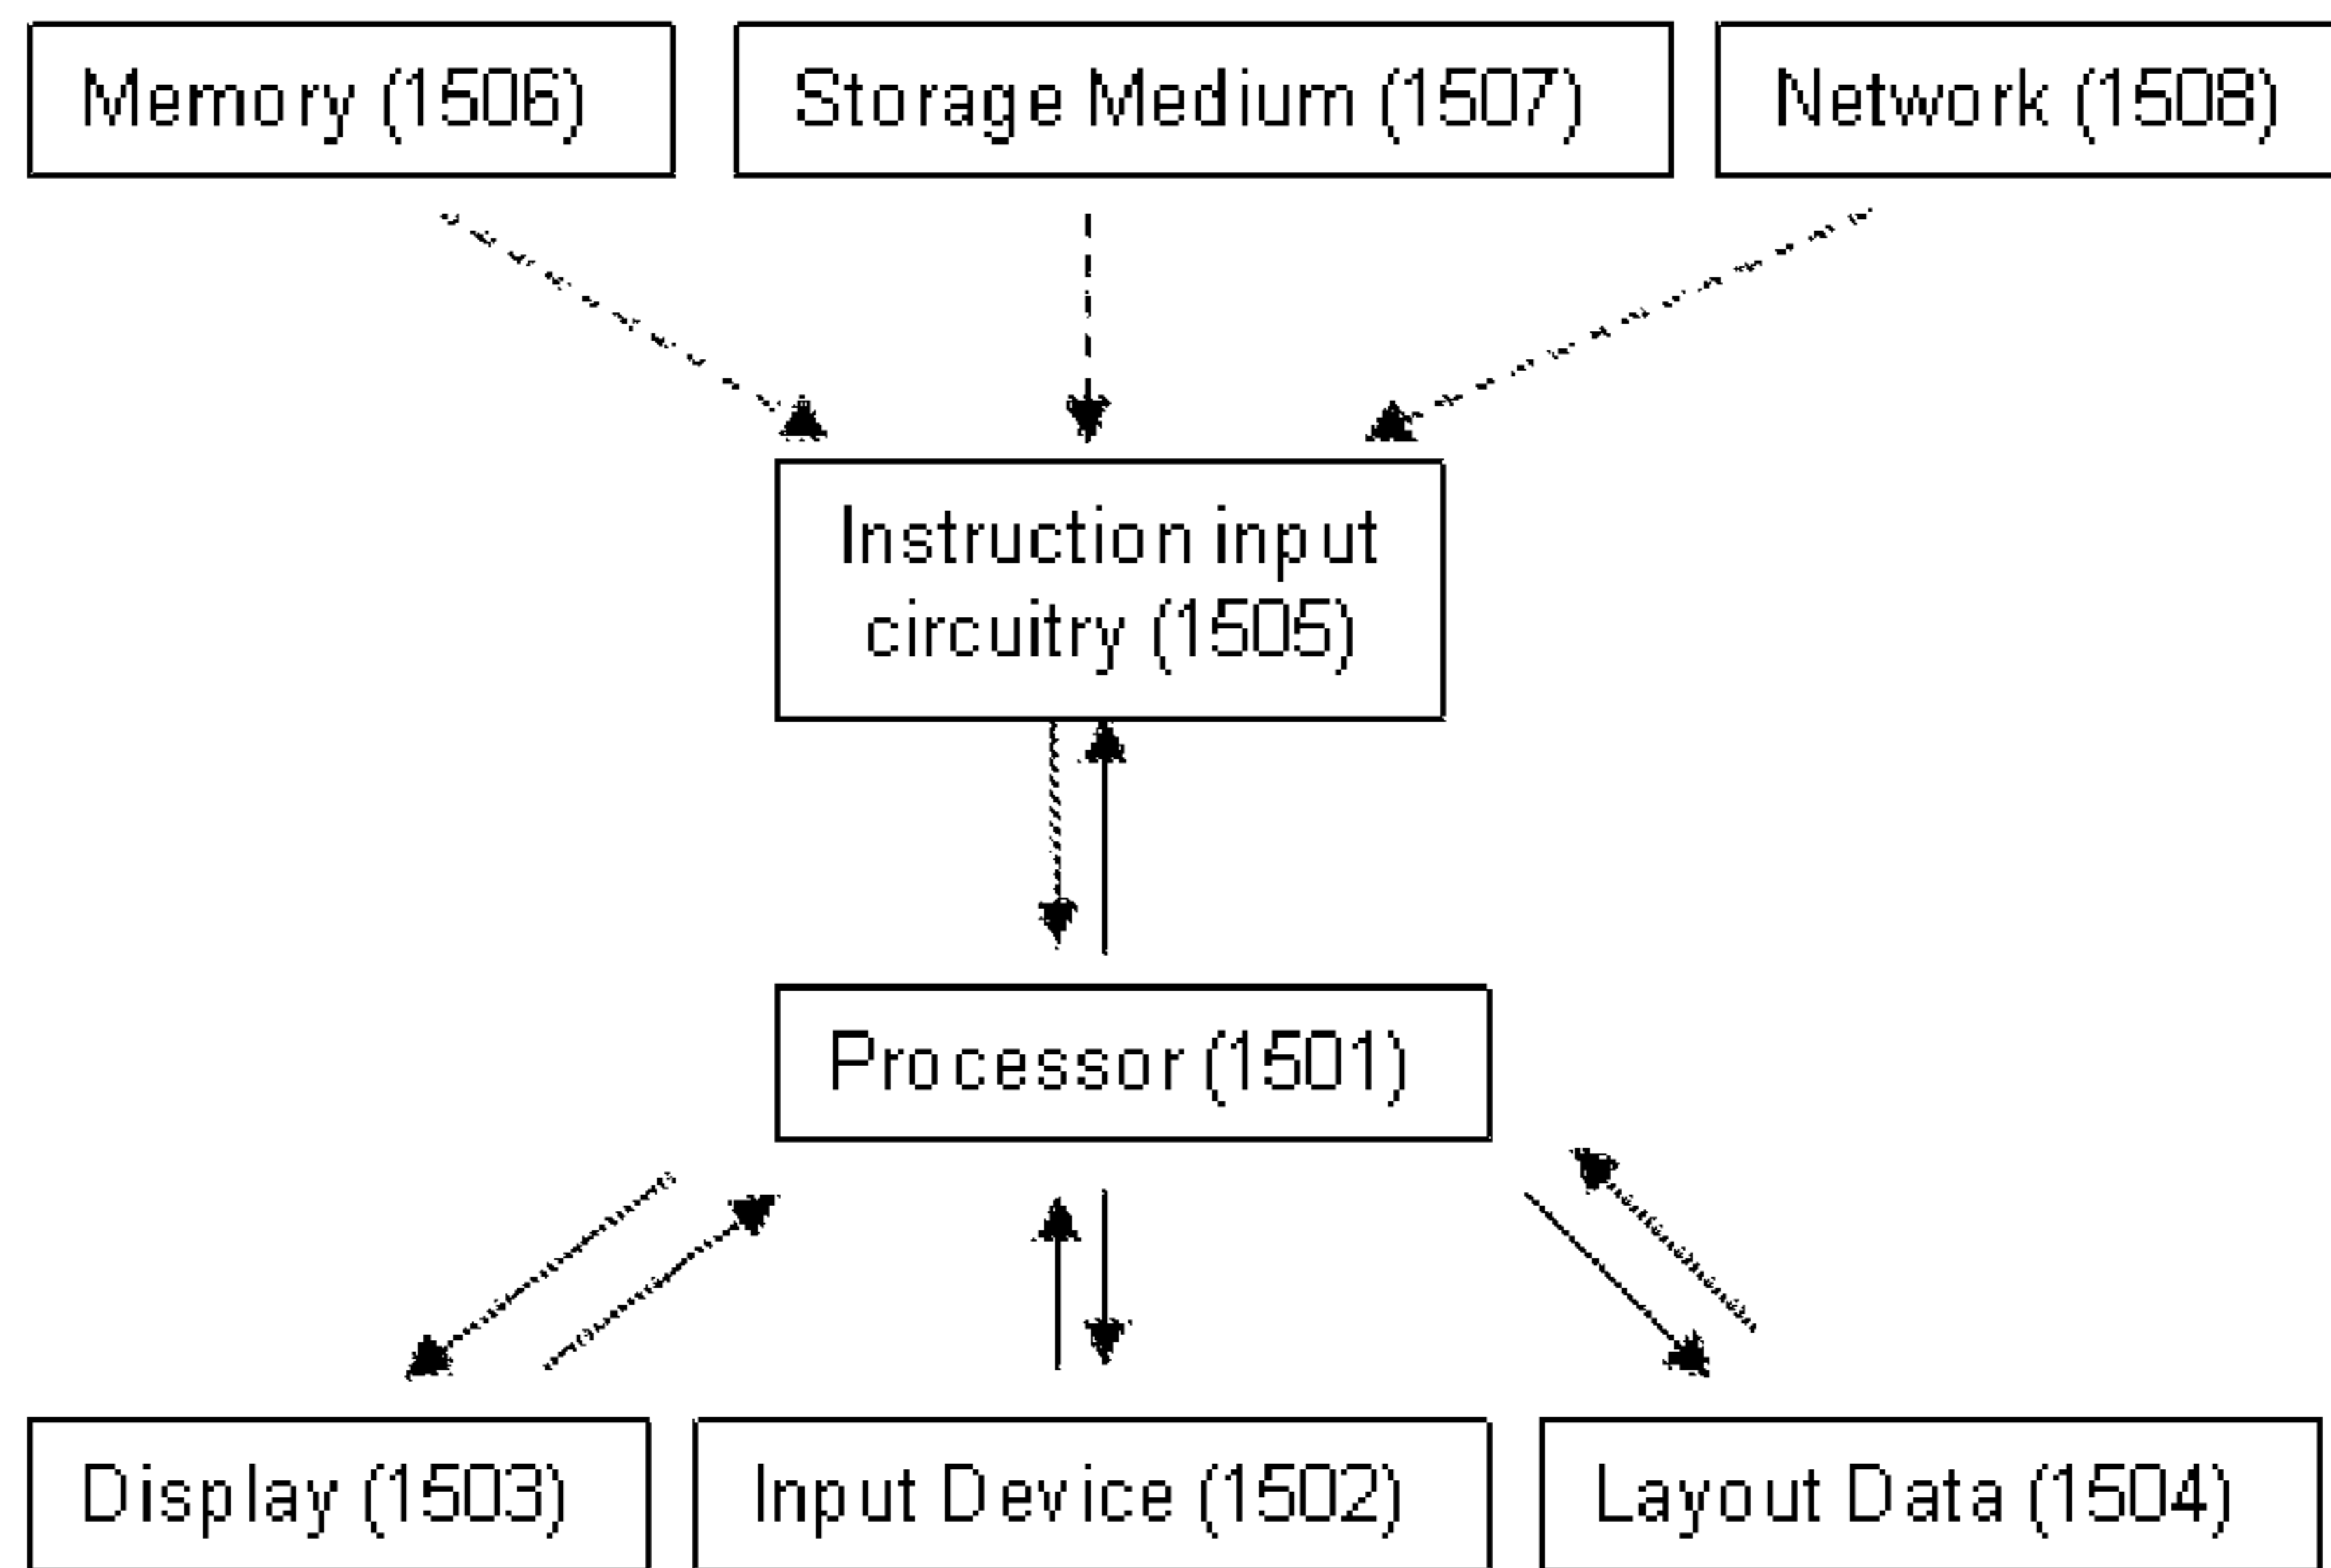 Memory (1506)
Storage Medium (1507)
Network (1508)
Instruction input
circuitry (1505)
Processor (1501)
Display (1503)
Input Device (1502)
Layout Data (1504)